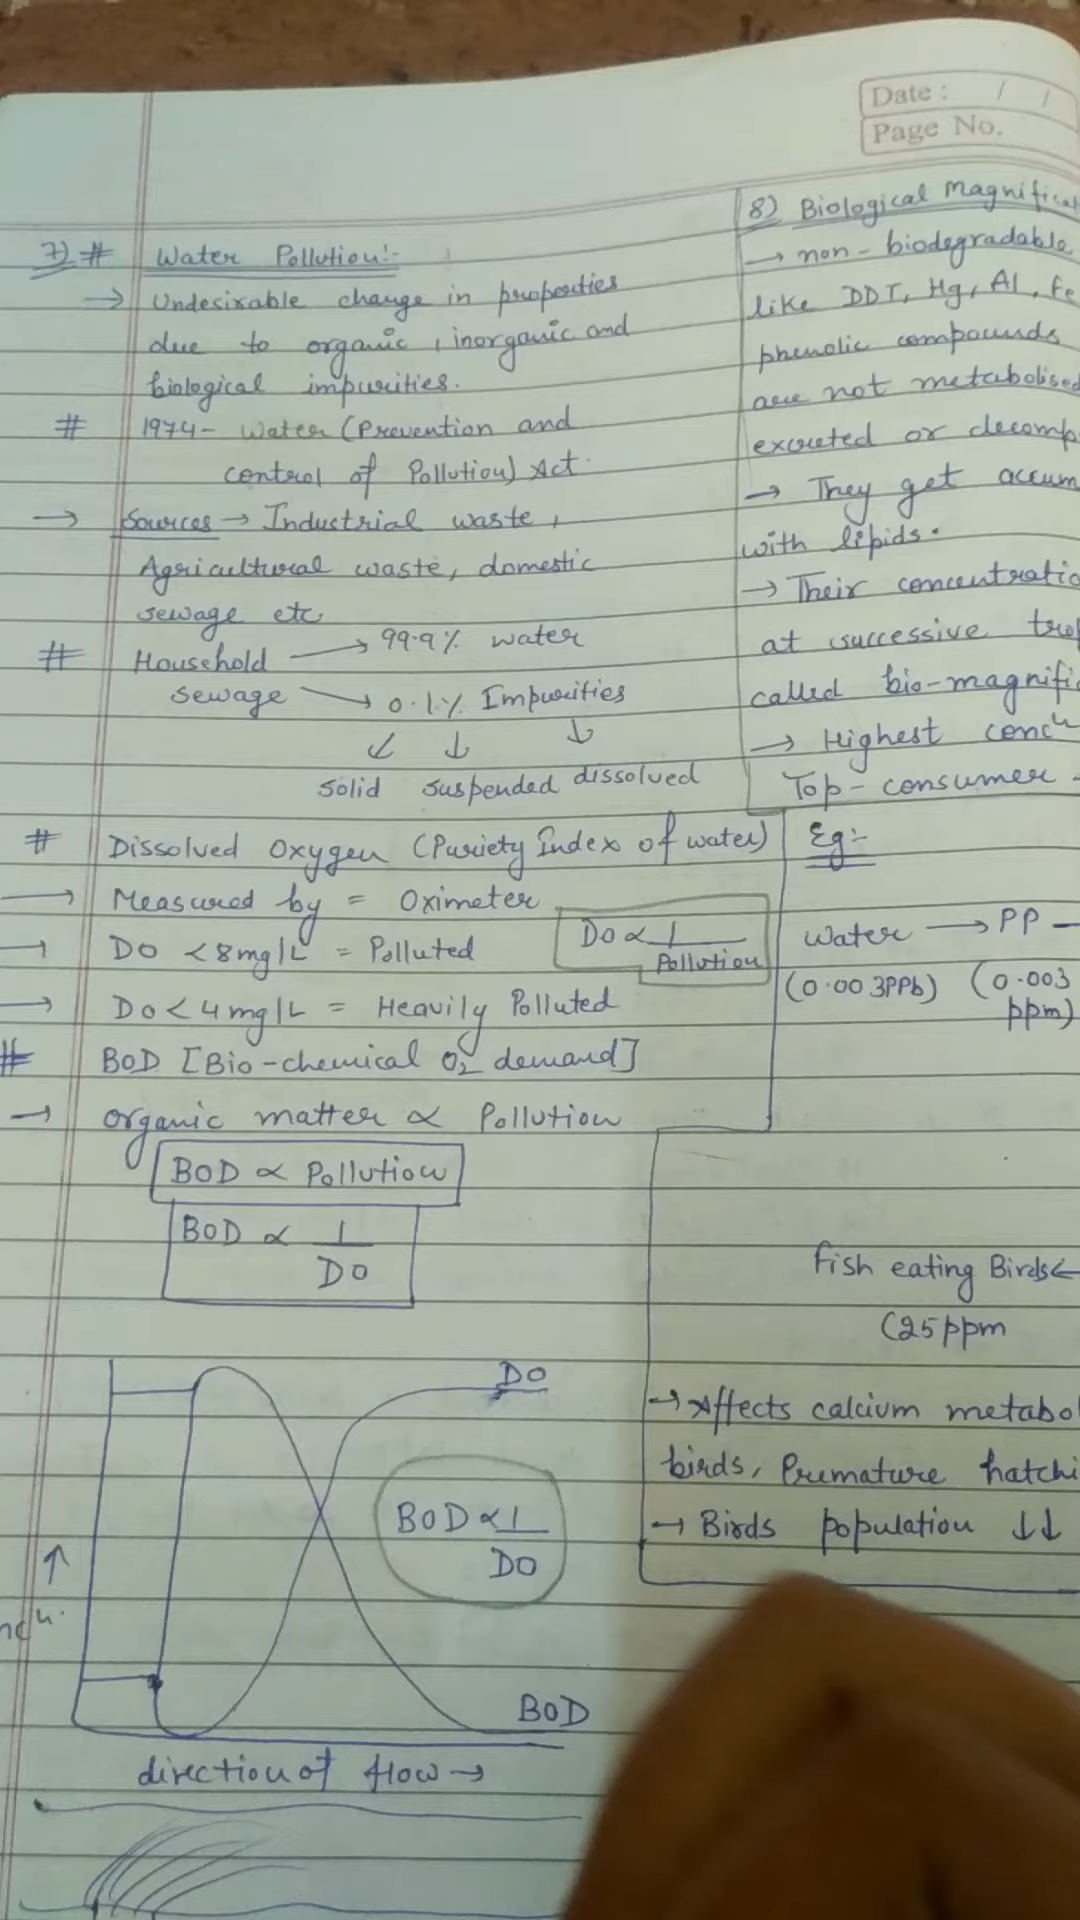 Date : / /
Page No.
7) # Water Pollution:-
→ Undesirable change in properties
due to organic, inorganic and
biological impurities.
# 1974- Water (Prevention and
control of Pollution) Act.
→ Sources → Industrial waste,
Agricultural waste, domestic
sewage etc.
# Household → 99.9% water
sewage → 0.1% Impurities
↙ ↓ ↓
Solid suspended dissolved
# Dissolved Oxygen (Puriety Index of water)
→ Measured by = Oximeter
→ DO <8mg/L = Polluted
DO ∝ 1
Pollution
→ DO<4mg/L = Heavily Polluted
# BOD [Bio-chemical O2 demand]
→ organic matter ∝ Pollution
BOD ∝ Pollution
BOD ∝ 1
DO
DO
BOD ∝ 1
DO
↑
BOD
direction of flow →
8) Biological Magnificat
→ non-biodegradable
like DDT, Hg, Al, Fe
phenolic compounds
are not metabolised
excreted or decomp
→ They get accum
with lipids.
→ Their concentratio
at successive trop
called bio-magnific
→ Highest concn
Top-consumer -
Eg:-
Water → PP -
(0.003PPb) (0.003
ppm)
fish eating Birds←
(25ppm
→ Affects calcium metabol
birds, Premature hatchi
→ Birds population ↓↓